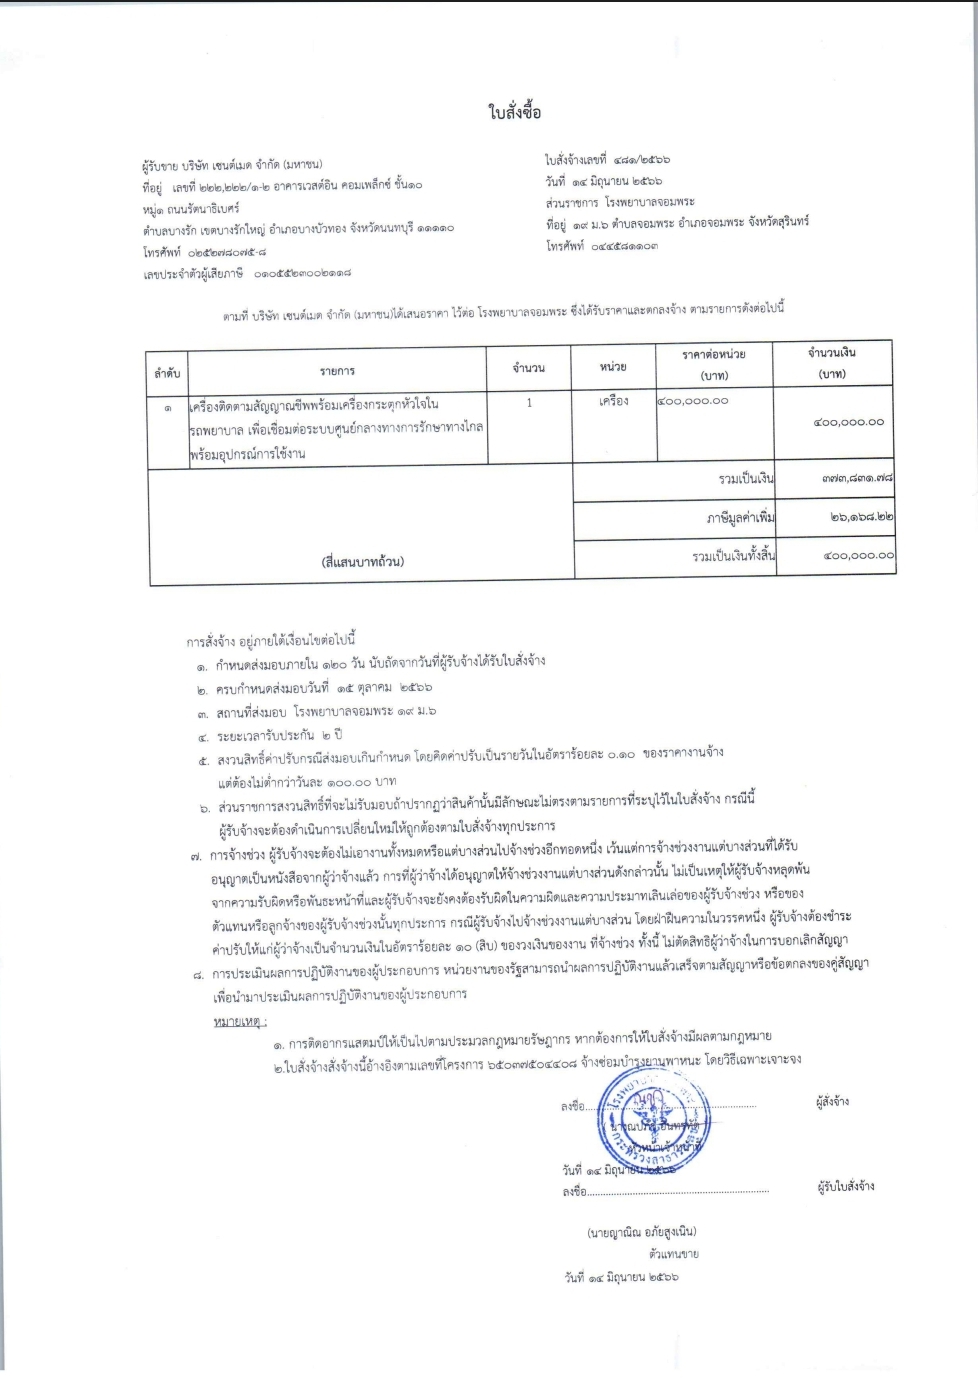 ใบสั่งซื้อ
ผู้รับขาย บริษัท เซนต์เมด จำกัด (มหาชน)
ที่อยู่ เลขที่ ๒๒๒,๒๒๒/๑-๒ อาคารเวสต์อิน คอมเพล็กซ์ ชั้น๑๐
หมู่๑ ถนนรัตนาธิเบศร์
ตำบลบางรัก เขตบางรักใหญ่ อำเภอบางบัวทอง จังหวัดนนทบุรี ๑๑๑๑๐
โทรศัพท์ ๐๒๕๒๗๘๐๗๕-๘
เลขประจำตัวผู้เสียภาษี ๐๑๐๕๕๒๓๐๐๒๑๑๘
ใบสั่งจ้างเลขที่ ๔๘๑/๒๕๖๖
วันที่ ๑๔ มิถุนายน ๒๕๖๖
ส่วนราชการ โรงพยาบาลจอมพระ
ที่อยู่ ๑๙ ม.๖ ตำบลจอมพระ อำเภอจอมพระ จังหวัดสุรินทร์
โทรศัพท์ ๐๔๔๕๘๑๑๐๓
ตามที่ บริษัท เซนต์เมด จำกัด (มหาชน)ได้เสนอราคา ไว้ต่อ โรงพยาบาลจอมพระ ซึ่งได้รับราคาและตกลงจ้าง ตามรายการดังต่อไปนี้
ลำดับ รายการ จำนวน หน่วย ราคาต่อหน่วย (บาท) จำนวนเงิน (บาท)
๑ เครื่องติดตามสัญญาณชีพพร้อมเครื่องกระตุกหัวใจใน 1 เครื่อง ๔๐๐,๐๐๐.๐๐
รถพยาบาล เพื่อเชื่อมต่อระบบศูนย์กลางทางการรักษาทางไกล ๔๐๐,๐๐๐.๐๐
พร้อมอุปกรณ์การใช้งาน
รวมเป็นเงิน ๓๗๓,๘๓๑.๗๘
ภาษีมูลค่าเพิ่ม ๒๖,๑๖๘.๒๒
(สี่แสนบาทถ้วน) รวมเป็นเงินทั้งสิ้น ๔๐๐,๐๐๐.๐๐
การสั่งจ้าง อยู่ภายใต้เงื่อนไขต่อไปนี้
๑. กำหนดส่งมอบภายใน ๑๒๐ วัน นับถัดจากวันที่ผู้รับจ้างได้รับใบสั่งจ้าง
๒. ครบกำหนดส่งมอบวันที่ ๑๕ ตุลาคม ๒๕๖๖
๓. สถานที่ส่งมอบ โรงพยาบาลจอมพระ ๑๙ ม.๖
๔. ระยะเวลารับประกัน ๒ ปี
๕. สงวนสิทธิ์ค่าปรับกรณีส่งมอบเกินกำหนด โดยคิดค่าปรับเป็นรายวันในอัตราร้อยละ ๐.๑๐ ของราคางานจ้าง
แต่ต้องไม่ต่ำกว่าวันละ ๑๐๐.๐๐ บาท
๖. ส่วนราชการสงวนสิทธิ์ที่จะไม่รับมอบถ้าปรากฏว่าสินค้านั้นมีลักษณะไม่ตรงตามรายการที่ระบุไว้ในใบสั่งจ้าง กรณีนี้
ผู้รับจ้างจะต้องดำเนินการเปลี่ยนใหม่ให้ถูกต้องตามใบสั่งจ้างทุกประการ
๗. การจ้างช่วง ผู้รับจ้างจะต้องไม่เอางานทั้งหมดหรือแต่บางส่วนไปจ้างช่วงอีกทอดหนึ่ง เว้นแต่การจ้างช่วงงานแต่บางส่วนที่ได้รับ
อนุญาตเป็นหนังสือจากผู้ว่าจ้างแล้ว การที่ผู้ว่าจ้างได้อนุญาตให้จ้างช่วงงานแต่บางส่วนดังกล่าวนั้น ไม่เป็นเหตุให้ผู้รับจ้างหลุดพ้น
จากความรับผิดหรือพันธะหน้าที่และผู้รับจ้างจะยังคงต้องรับผิดในความผิดและความประมาทเลินเล่อของผู้รับจ้างช่วง หรือของ
ตัวแทนหรือลูกจ้างของผู้รับจ้างช่วงนั้นทุกประการ กรณีผู้รับจ้างไปจ้างช่วงงานแต่บางส่วน โดยฝ่าฝืนความในวรรคหนึ่ง ผู้รับจ้างต้องชำระ
ค่าปรับให้แก่ผู้ว่าจ้างเป็นจำนวนเงินในอัตราร้อยละ ๑๐ (สิบ) ของวงเงินของงาน ที่จ้างช่วง ทั้งนี้ ไม่ตัดสิทธิผู้ว่าจ้างในการบอกเลิกสัญญา
๘. การประเมินผลการปฏิบัติงานของผู้ประกอบการ หน่วยงานของรัฐสามารถนำผลการปฏิบัติงานแล้วเสร็จตามสัญญาหรือข้อตกลงของคู่สัญญา
เพื่อนำมาประเมินผลการปฏิบัติงานของผู้ประกอบการ
หมายเหตุ :
๑. การติดอากรแสตมป์ให้เป็นไปตามประมวลกฎหมายรัษฎากร หากต้องการให้ใบสั่งจ้างมีผลตามกฎหมาย
๒.ใบสั่งจ้างสั่งจ้างนี้อ้างอิงตามเลขที่โครงการ ๖๕๐๓๗๕๐๔๔๐๘ จ้างซ่อมบำรุงยานพาหนะ โดยวิธีเฉพาะเจาะจง
ลงชื่อ............................................................ ผู้สั่งจ้าง
หัวหน้าเจ้าหน้าที่
วันที่ ๑๔ มิถุนายน ๒๕๖๖
ลงชื่อ............................................................ ผู้รับใบสั่งจ้าง
(นายญาณิณ อภัยสูงเนิน)
ตัวแทนขาย
วันที่ ๑๔ มิถุนายน ๒๕๖๖